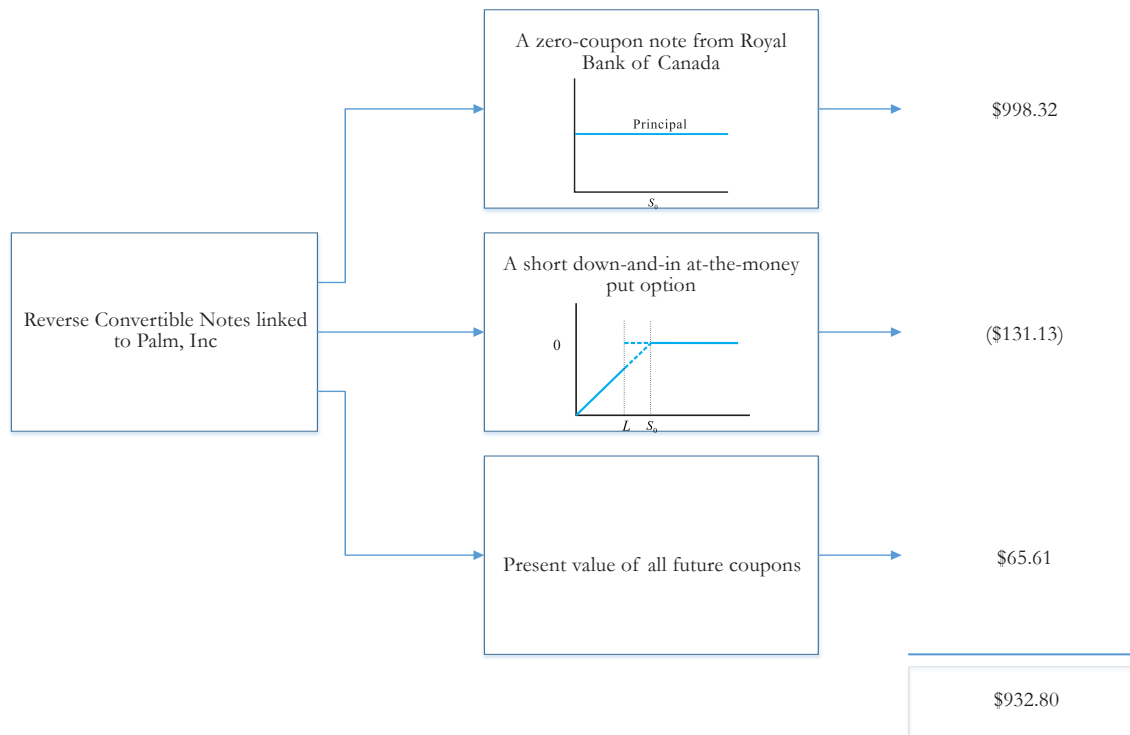 A zero-coupon note from Royal
Bank of Canada
Principal
S₀
$998.32
Reverse Convertible Notes linked
to Palm, Inc
A short down-and-in at-the-money
put option
0
L S₀
($131.13)
Present value of all future coupons
$65.61
$932.80